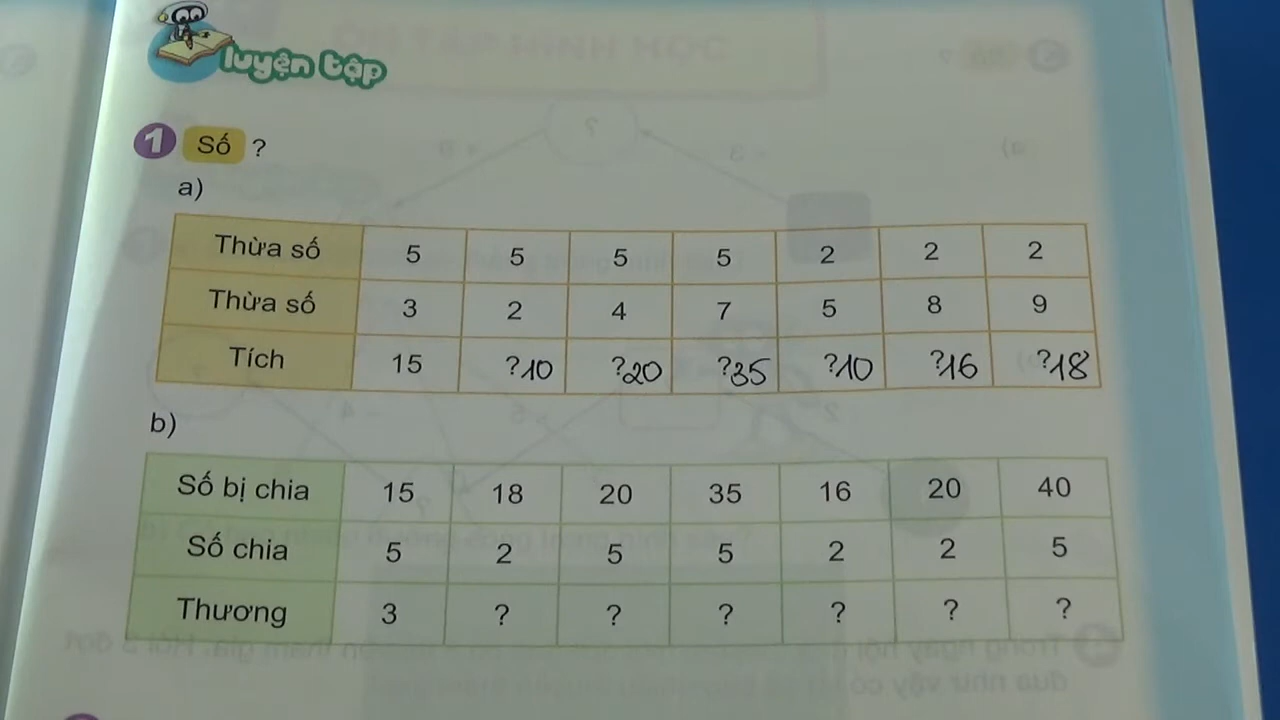 luyện tập
1 Số ?
a)
Thừa số 5 5 5 5 2 2 2
Thừa số 3 2 4 7 5 8 9
Tích 15 ?10 ?20 ?35 ?10 ?16 ?18
b)
Số bị chia 15 18 20 35 16 20 40
Số chia 5 2 5 5 2 2 5
Thương 3 ? ? ? ? ? ?